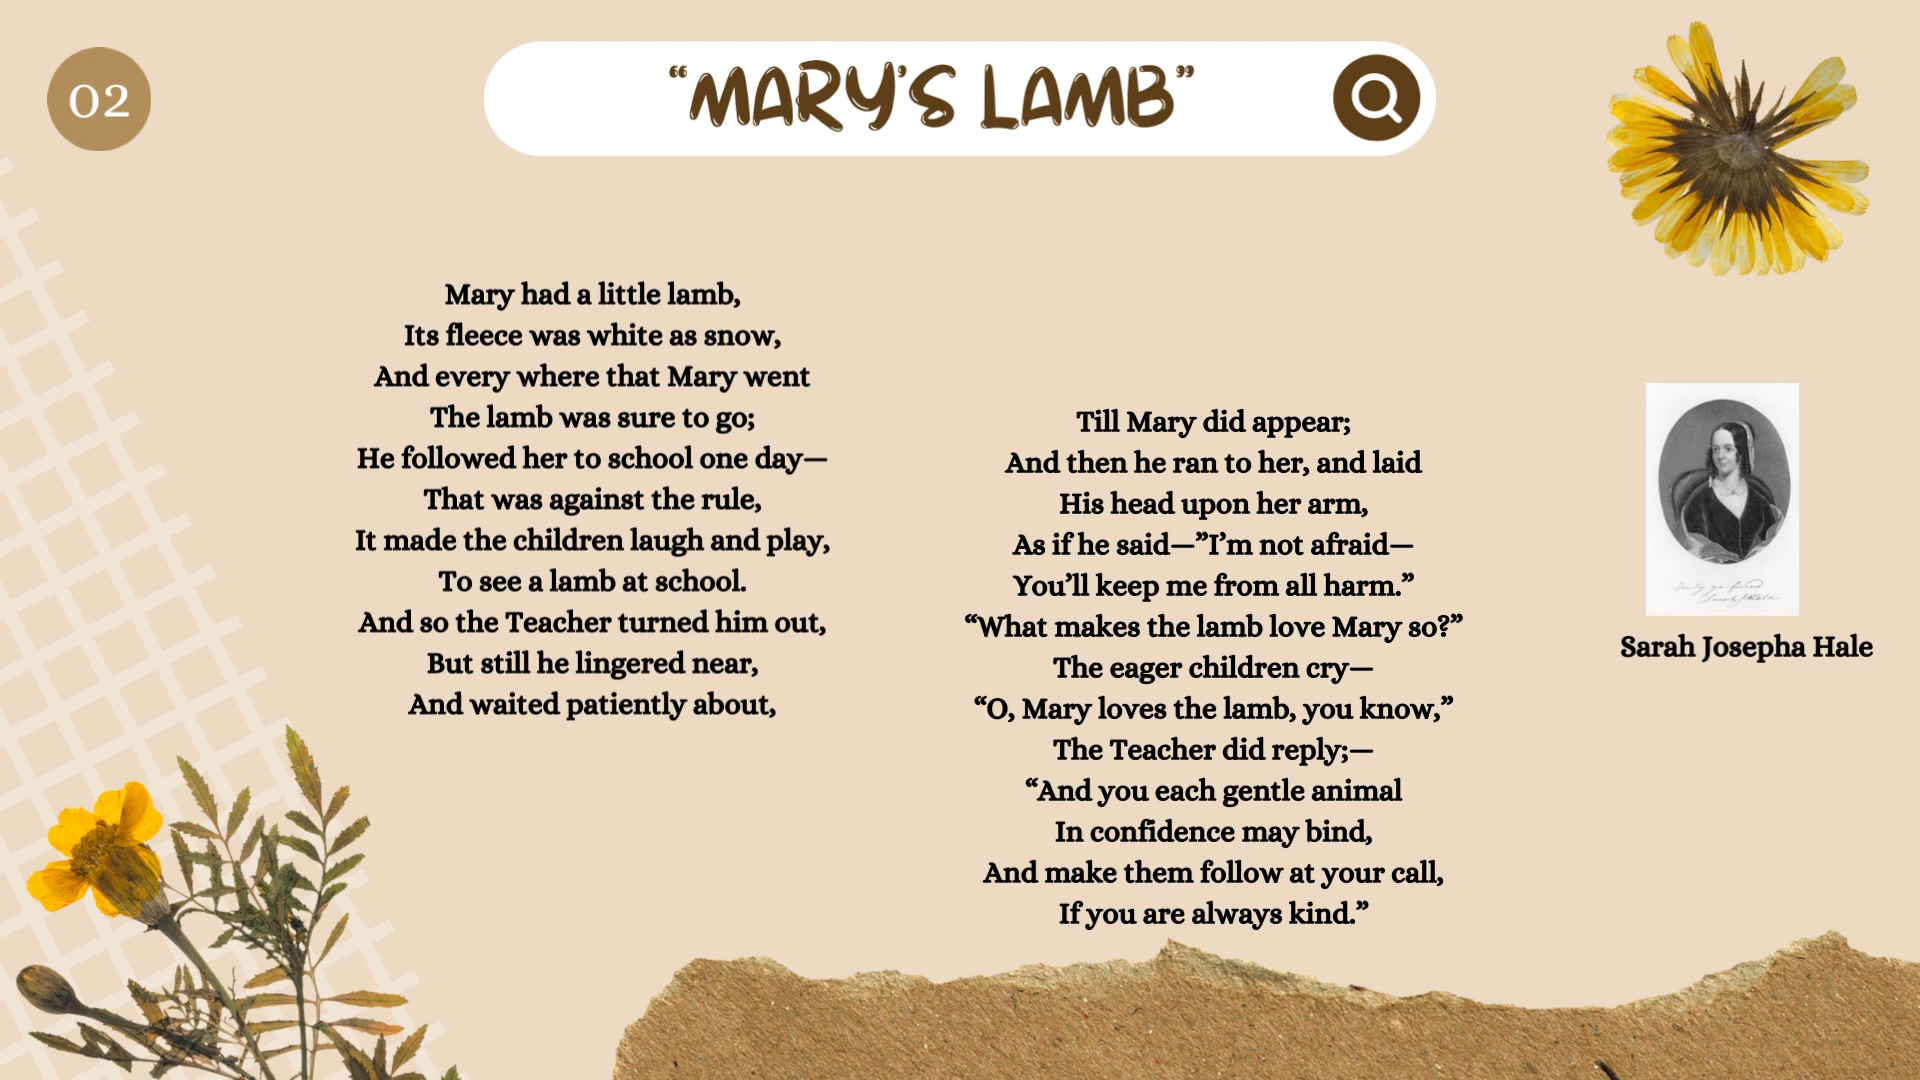 02
“MARY’S LAMB”
Mary had a little lamb,
Its fleece was white as snow,
And every where that Mary went
The lamb was sure to go;
He followed her to school one day—
That was against the rule,
It made the children laugh and play,
To see a lamb at school.
And so the Teacher turned him out,
But still he lingered near,
And waited patiently about,
Till Mary did appear;
And then he ran to her, and laid
His head upon her arm,
As if he said—”I’m not afraid—
You’ll keep me from all harm.”
“What makes the lamb love Mary so?”
The eager children cry—
“O, Mary loves the lamb, you know,”
The Teacher did reply;—
“And you each gentle animal
In confidence may bind,
And make them follow at your call,
If you are always kind.”
Sarah Josepha Hale